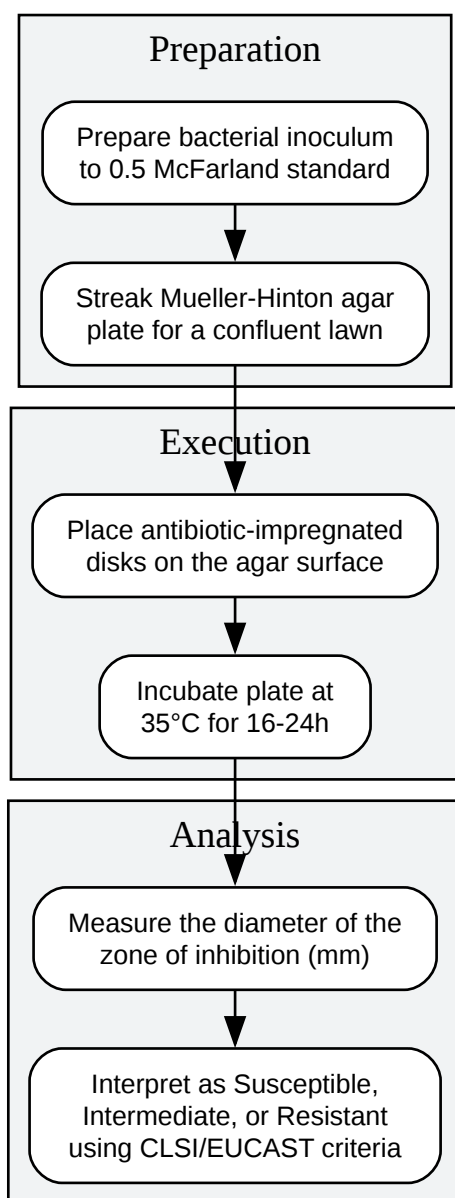 Preparation
Prepare bacterial inoculum
to 0.5 McFarland standard
Streak Mueller-Hinton agar
plate for a confluent lawn
Execution
Place antibiotic-impregnated
disks on the agar surface
Incubate plate at
35°C for 16-24h
Analysis
Measure the diameter of the
zone of inhibition (mm)
Interpret as Susceptible,
Intermediate, or Resistant
using CLSI/EUCAST criteria